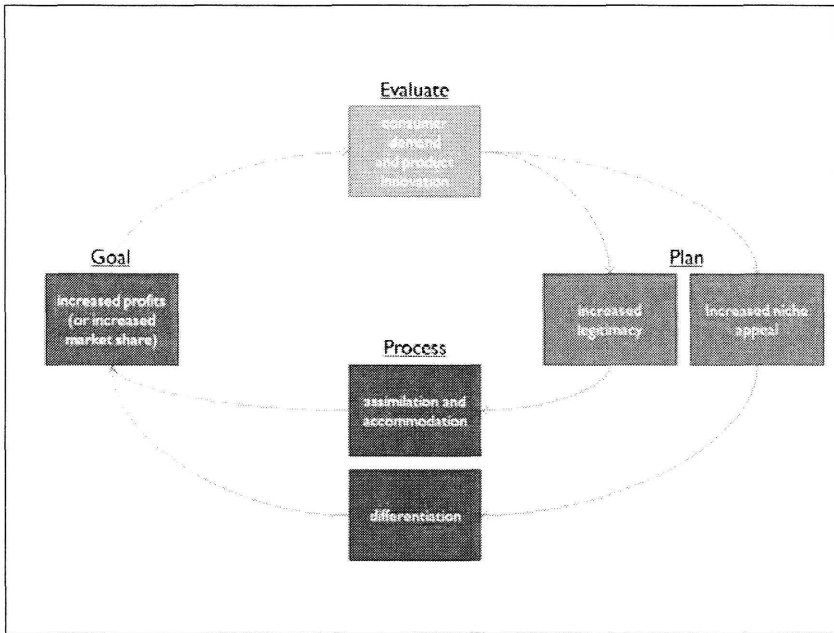 Evaluate
consumer
demand
and product
innovation
Goal
increased profits
(or increased
market share)
Plan
increased
legitimacy
Increased niche
appeal
Process
assimilation and
accommodation
differentiation